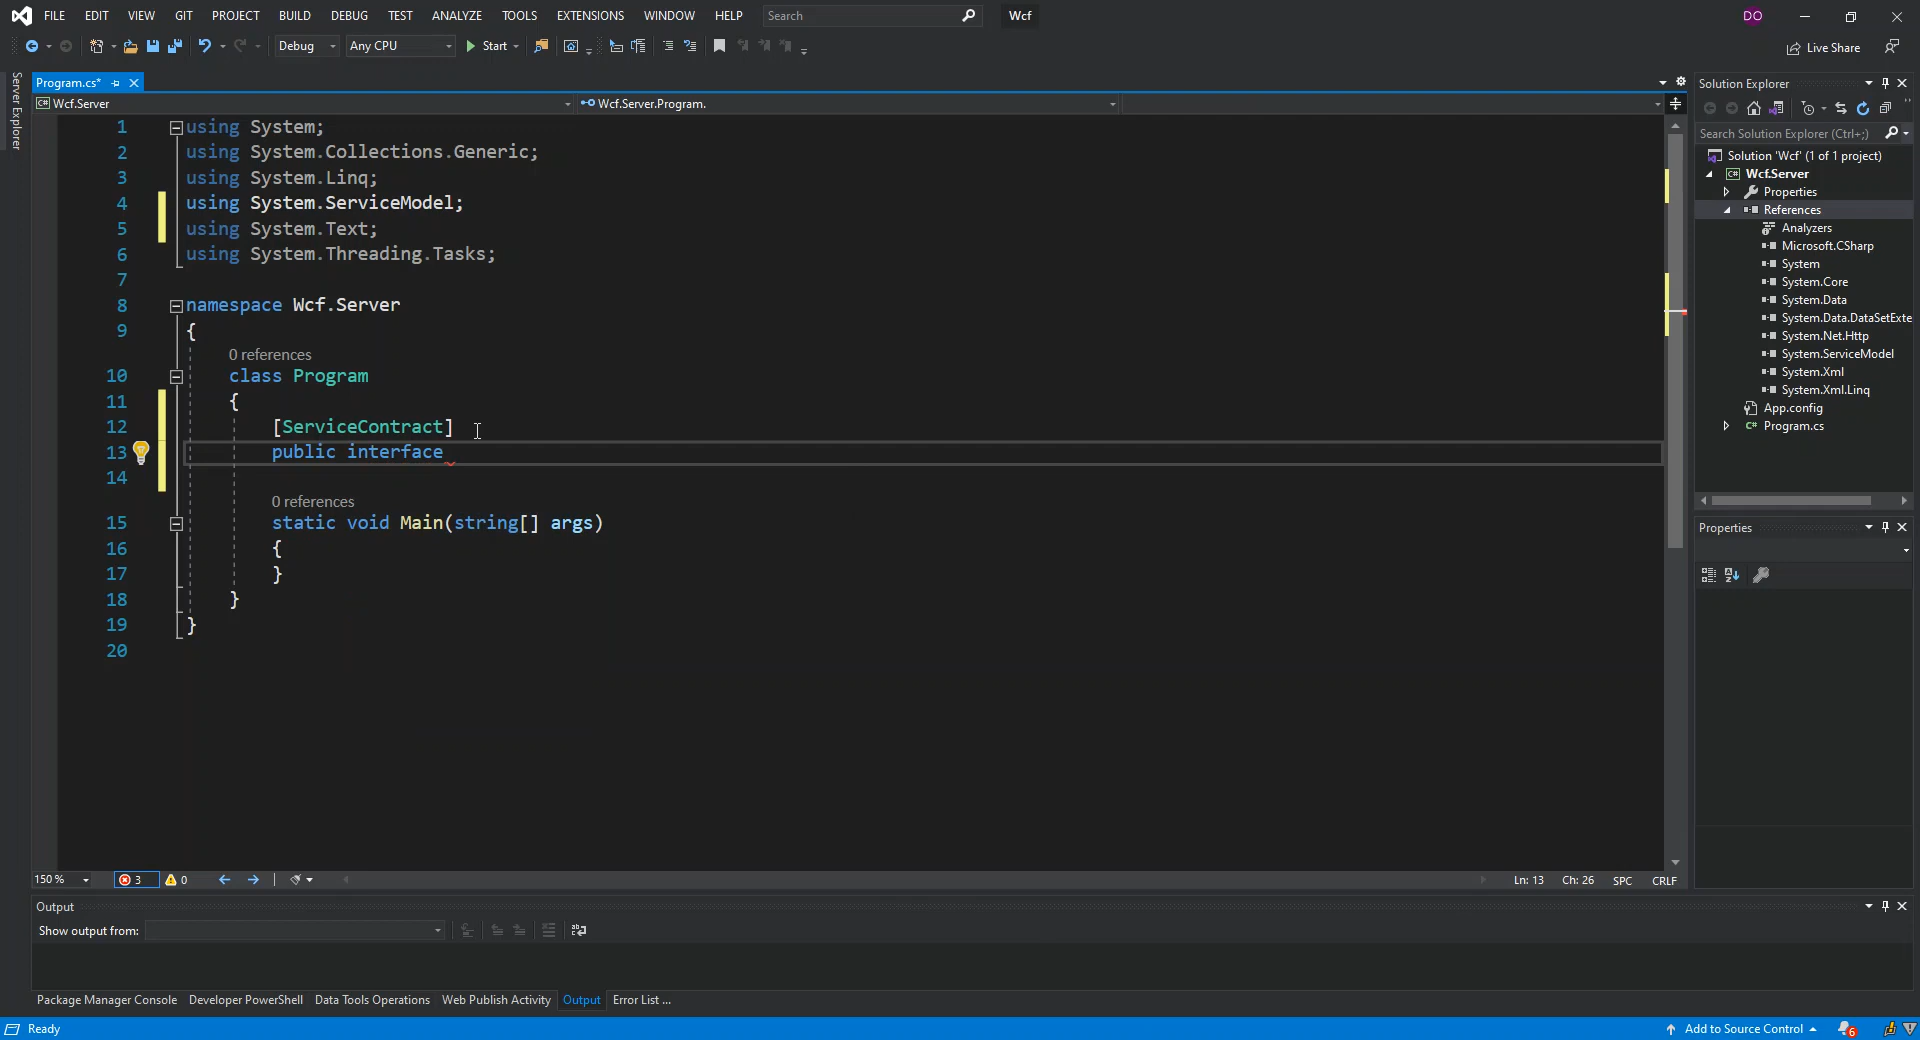 FILE EDIT VIEW GIT PROJECT BUILD DEBUG TEST ANALYZE TOOLS EXTENSIONS WINDOW HELP Search Wcf DO
Debug Any CPU Start Live Share
Server Explorer
Program.cs*
C# Wcf.Server Wcf.Server.Program.
1 using System;
2 using System.Collections.Generic;
3 using System.Linq;
4 using System.ServiceModel;
5 using System.Text;
6 using System.Threading.Tasks;
7
8 namespace Wcf.Server
9 {
0 references
10 class Program
11 {
12 [ServiceContract]
13 public interface
14
0 references
15 static void Main(string[] args)
16 {
17 }
18 }
19 }
20
150 % 3 0 Ln: 13 Ch: 26 SPC CRLF
Solution Explorer
Search Solution Explorer (Ctrl+;)
Solution 'Wcf' (1 of 1 project)
C# Wcf.Server
Properties
References
Analyzers
Microsoft.CSharp
System
System.Core
System.Data
System.Data.DataSetExte
System.Net.Http
System.ServiceModel
System.Xml
System.Xml.Linq
App.config
C# Program.cs
Properties
Output
Show output from:
Package Manager Console Developer PowerShell Data Tools Operations Web Publish Activity Output Error List ...
Ready Add to Source Control 6